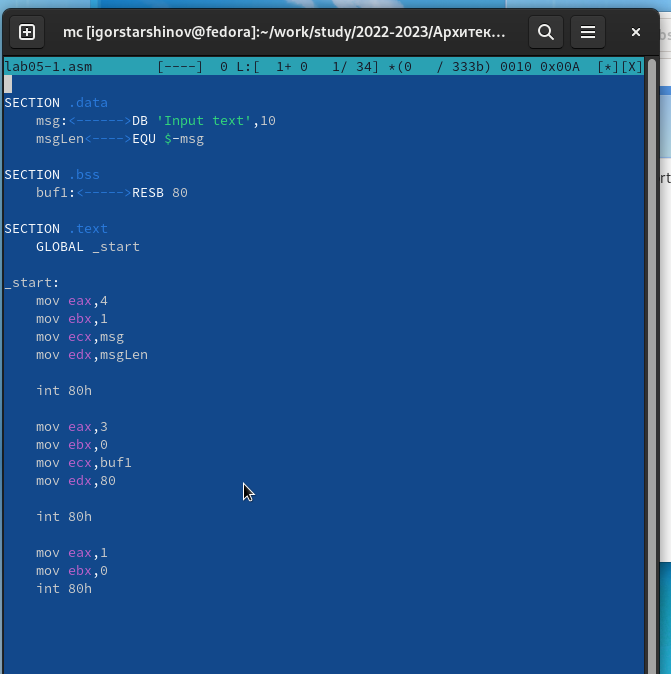 mc [igorstarshinov@fedora]:~/work/study/2022-2023/Архитек...
lab05-1.asm [----] 0 L:[ 1+ 0 1/ 34] *(0 / 333b) 0010 0x00A [*][X]
SECTION .data
msg:<------>DB 'Input text',10
msgLen<---->EQU $-msg
SECTION .bss
buf1:<----->RESB 80
SECTION .text
GLOBAL _start
_start:
mov eax,4
mov ebx,1
mov ecx,msg
mov edx,msgLen
int 80h
mov eax,3
mov ebx,0
mov ecx,buf1
mov edx,80
int 80h
mov eax,1
mov ebx,0
int 80h